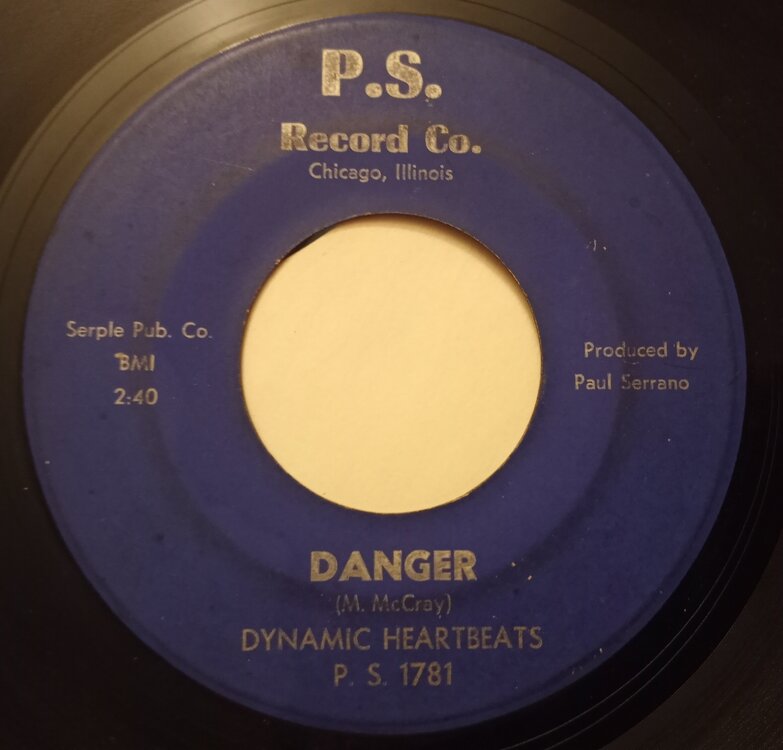 P.S.
Record Co.
Chicago, Illinois
Serple Pub. Co.
BMI
2:40
Produced by
Paul Serrano
DANGER
(M. McCray)
DYNAMIC HEARTBEATS
P. S. 1781